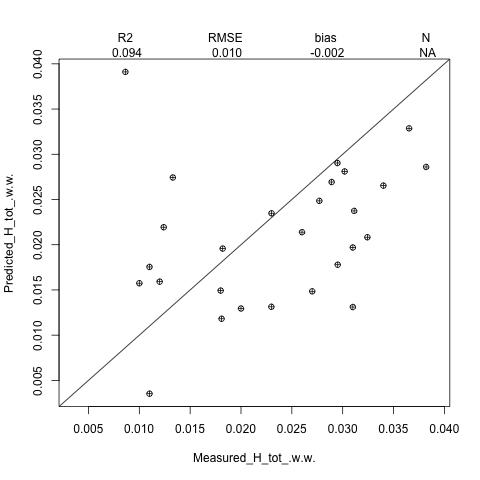 R2 RMSE bias N
0.094 0.010 -0.002 NA
0.040
0.035
0.030
0.025
0.020
0.015
0.010
0.005
Predicted_H_tot_.w.w.
0.005 0.010 0.015 0.020 0.025 0.030 0.035 0.040
Measured_H_tot_.w.w.